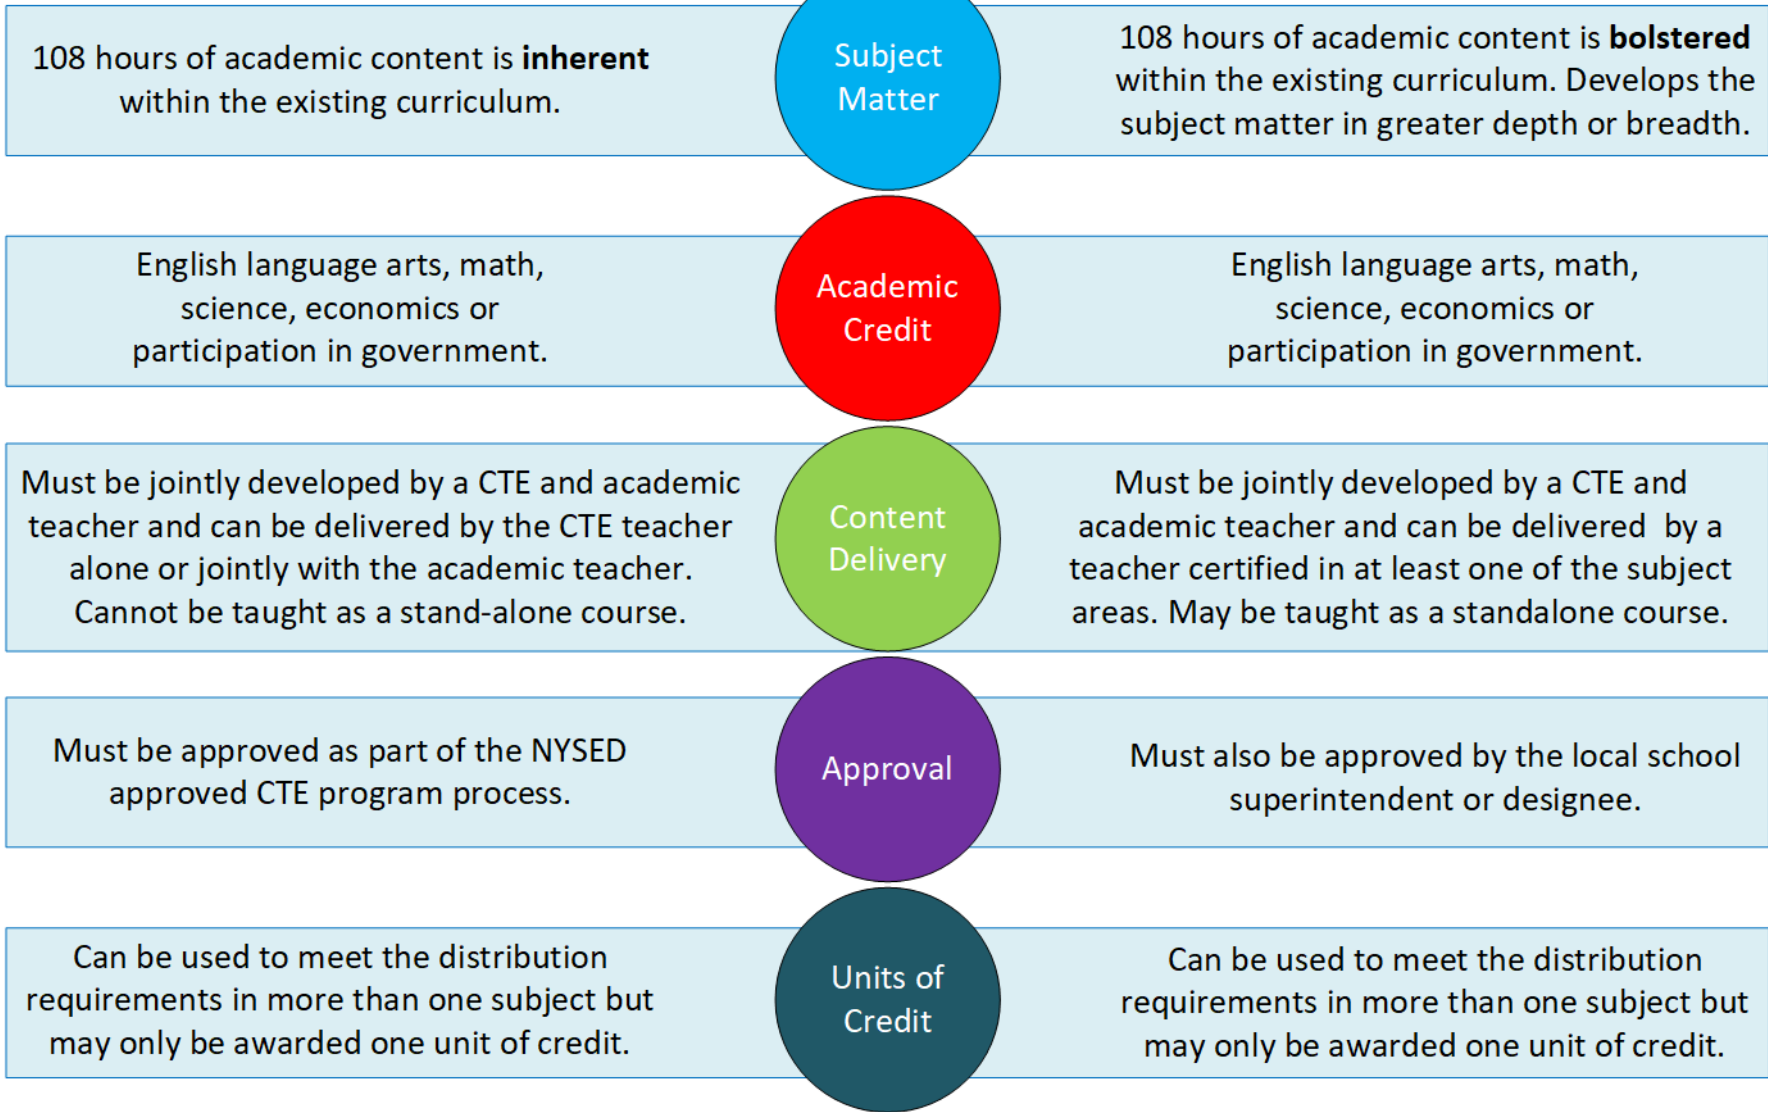 108 hours of academic content is inherent
within the existing curriculum.
Subject
Matter
108 hours of academic content is bolstered
within the existing curriculum. Develops the
subject matter in greater depth or breadth.
English language arts, math,
science, economics or
participation in government.
Academic
Credit
English language arts, math,
science, economics or
participation in government.
Must be jointly developed by a CTE and academic
teacher and can be delivered by the CTE teacher
alone or jointly with the academic teacher.
Cannot be taught as a stand-alone course.
Content
Delivery
Must be jointly developed by a CTE and
academic teacher and can be delivered by a
teacher certified in at least one of the subject
areas. May be taught as a standalone course.
Must be approved as part of the NYSED
approved CTE program process.
Approval
Must also be approved by the local school
superintendent or designee.
Can be used to meet the distribution
requirements in more than one subject but
may only be awarded one unit of credit.
Units of
Credit
Can be used to meet the distribution
requirements in more than one subject but
may only be awarded one unit of credit.